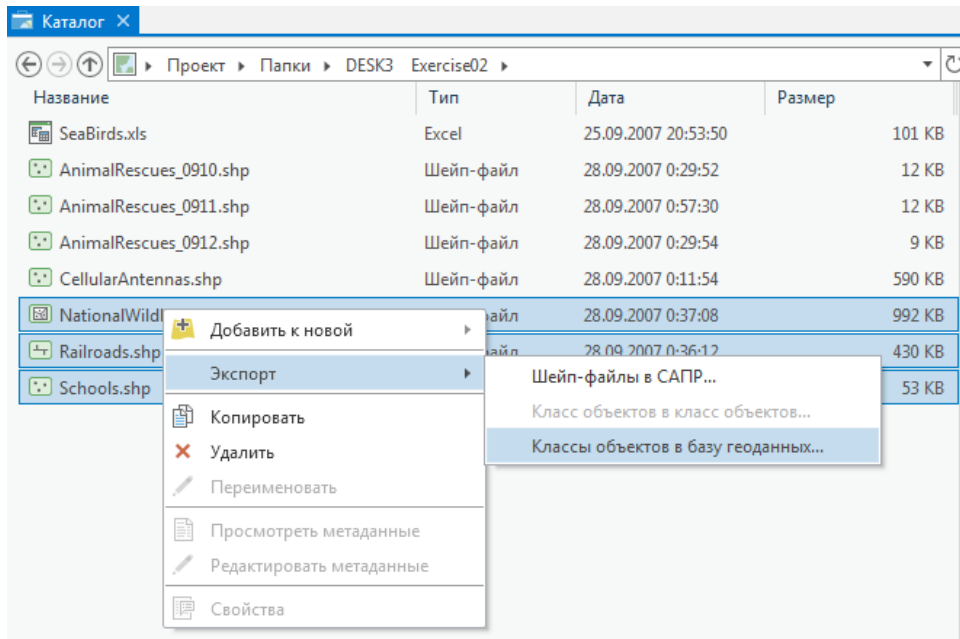 Каталог
Проект Папки DESK3 Exercise02
Название Тип Дата Размер
SeaBirds.xls Excel 25.09.2007 20:53:50 101 KB
AnimalRescues_0910.shp Шейп-файл 28.09.2007 0:29:52 12 KB
AnimalRescues_0911.shp Шейп-файл 28.09.2007 0:57:30 12 KB
AnimalRescues_0912.shp Шейп-файл 28.09.2007 0:29:54 9 KB
CellularAntennas.shp Шейп-файл 28.09.2007 0:11:54 590 KB
28.09.2007 0:37:08 992 KB
Railroads.shp 28.09.2007 0:36:12 430 KB
Schools.shp 53 KB
Добавить к новой
Экспорт
Копировать
Удалить
Переименовать
Просмотреть метаданные
Редактировать метаданные
Свойства
Шейп-файлы в САПР...
Класс объектов в класс объектов...
Классы объектов в базу геоданных...